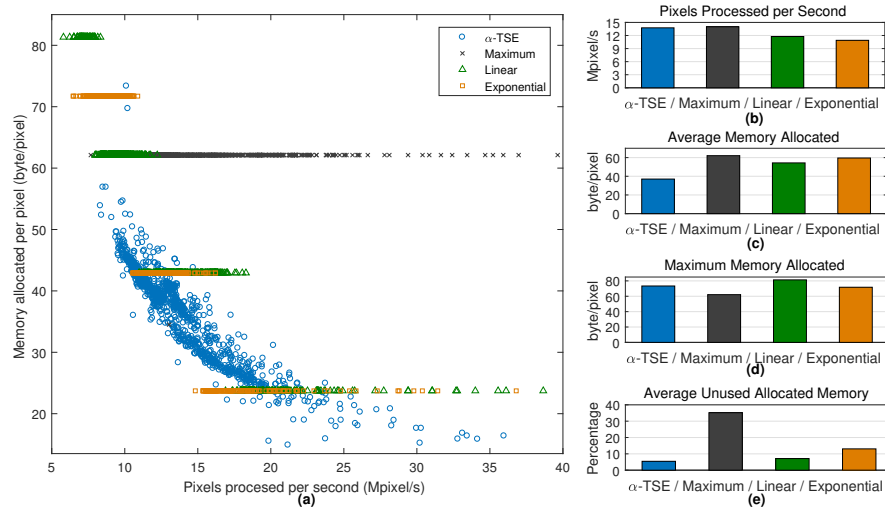 80
70
60
50
40
30
20
5
10
15
20
25
30
35
40
Memory allocated per pixel (byte/pixel)
Pixels procesed per second (Mpixel/s)
(a)
α-TSE
Maximum
Linear
Exponential
Pixels Processed per Second
Mpixel/s
15
12
9
6
3
0
α-TSE / Maximum / Linear / Exponential
(b)
Average Memory Allocated
byte/pixel
60
40
20
0
α-TSE / Maximum / Linear / Exponential
(c)
Maximum Memory Allocated
byte/pixel
80
60
40
20
0
α-TSE / Maximum / Linear / Exponential
(d)
Average Unused Allocated Memory
Percentage
40
30
20
10
0
α-TSE / Maximum / Linear / Exponential
(e)